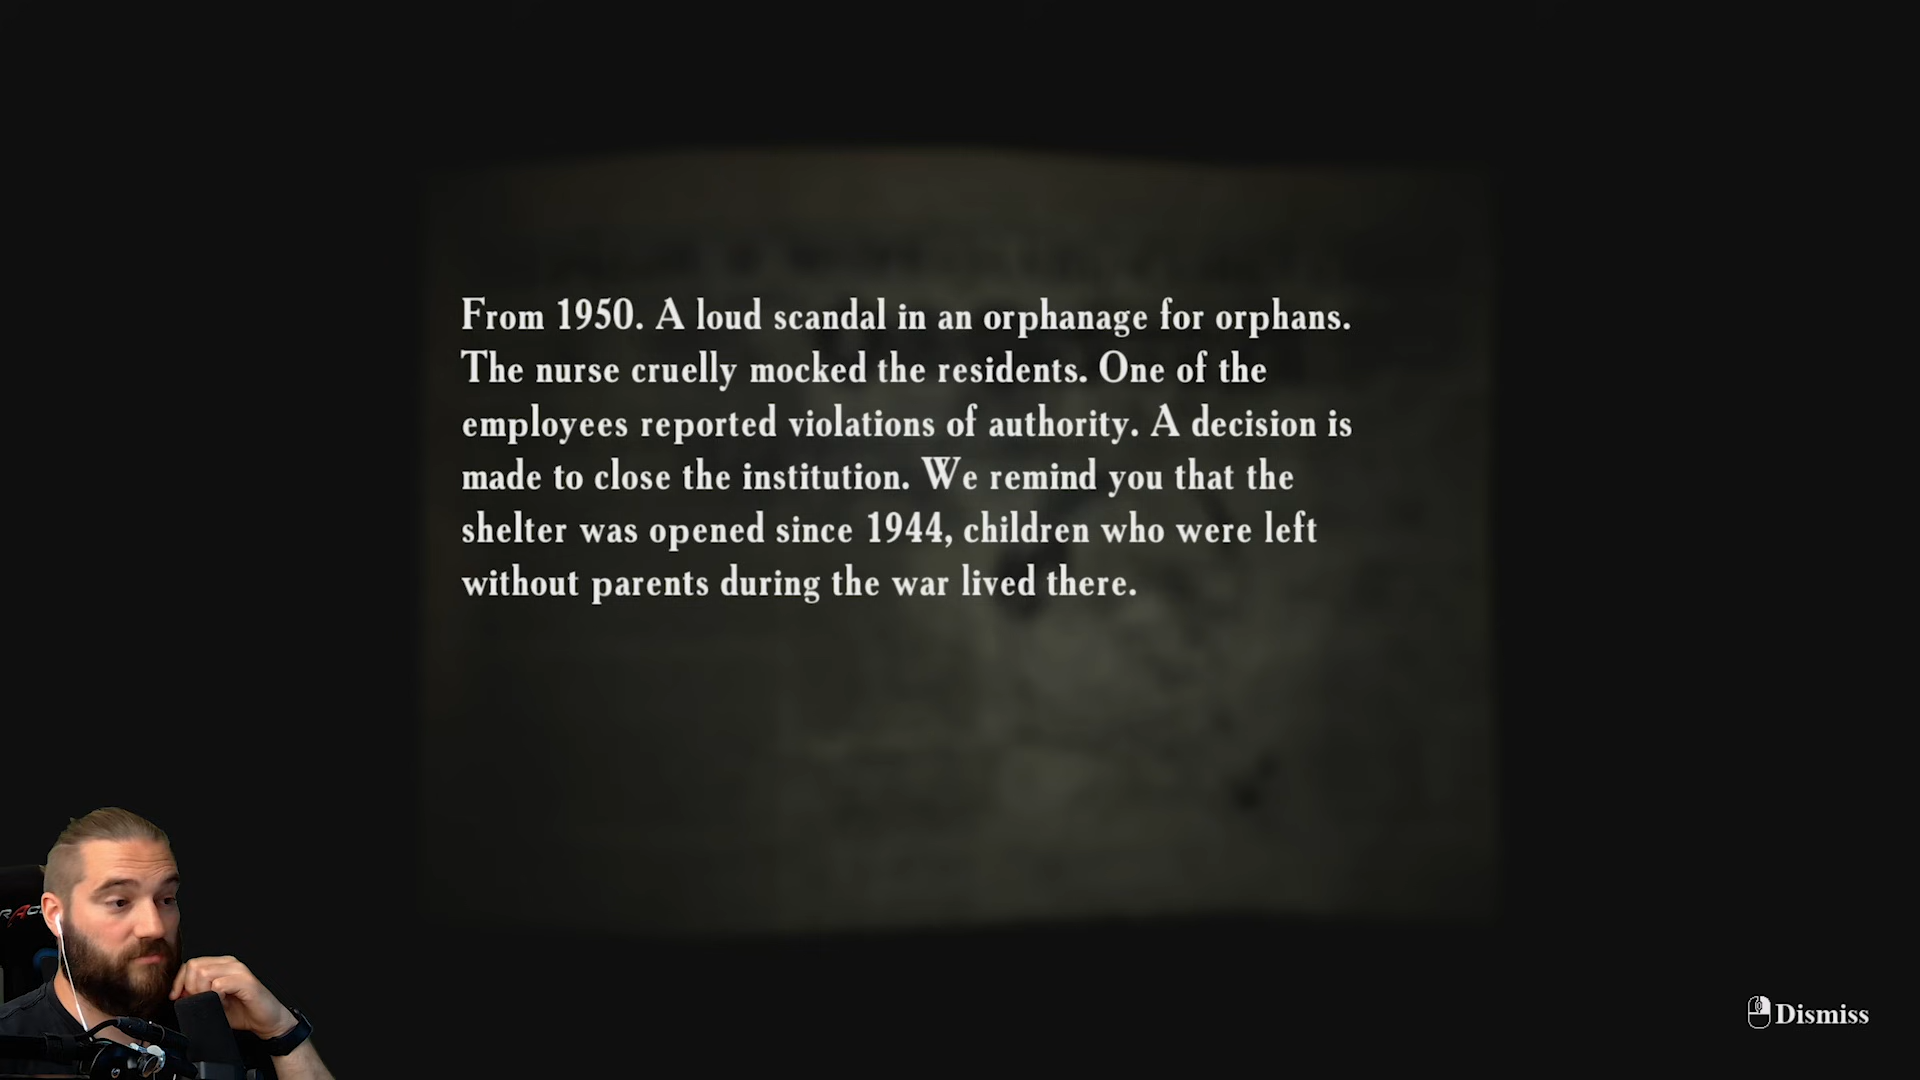 From 1950. A loud scandal in an orphanage for orphans.
The nurse cruelly mocked the residents. One of the
employees reported violations of authority. A decision is
made to close the institution. We remind you that the
shelter was opened since 1944, children who were left
without parents during the war lived there.
Dismiss